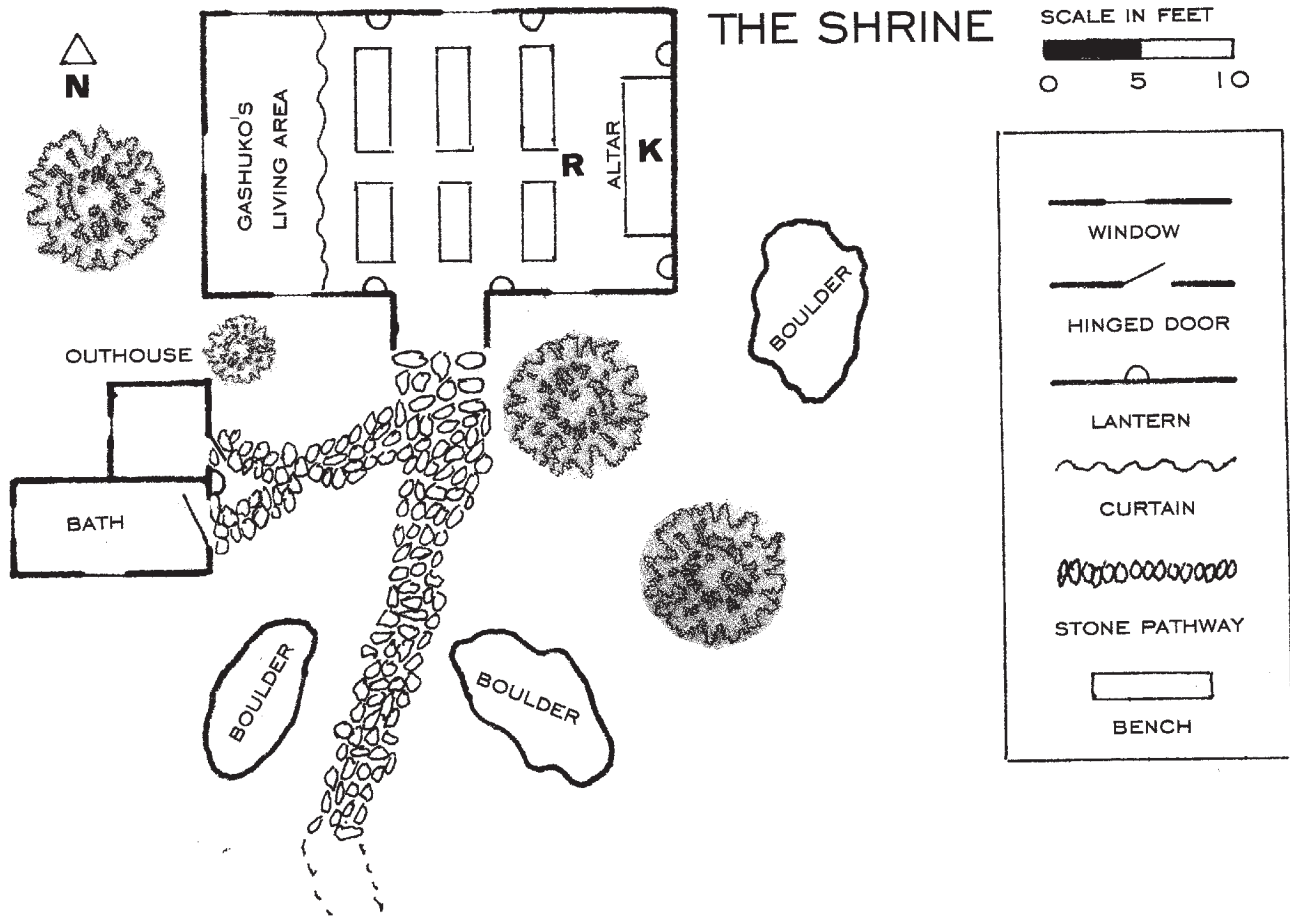 THE SHRINE
SCALE IN FEET
0 5 10
N
GASHUKO'S
LIVING AREA
R
ALTAR
K
BOULDER
OUTHOUSE
BATH
BOULDER
BOULDER
WINDOW
HINGED DOOR
LANTERN
CURTAIN
STONE PATHWAY
BENCH